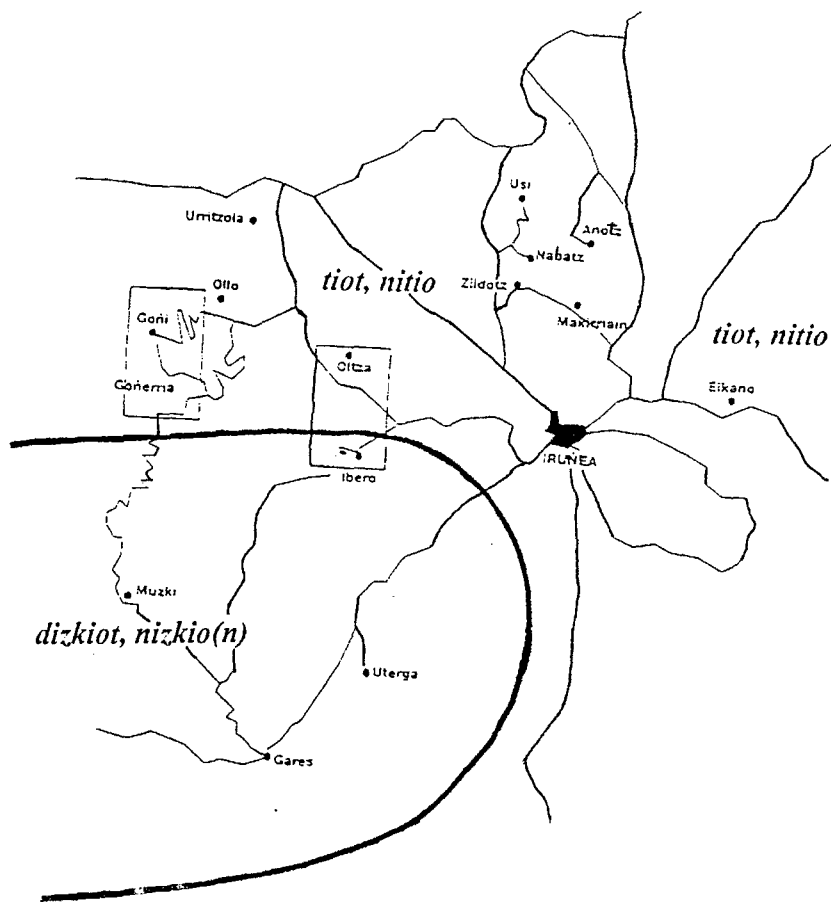 Usi
Urritzola
Anotz
Nabatz
tiot, nitio
Zildotz
Ollo
Makirriain
Goñi
tiot, nitio
Oltza
Goñerria
Elkano
IRUÑEA
Ibero
Muzki
dizkiot, nizkio(n)
Uterga
Gares